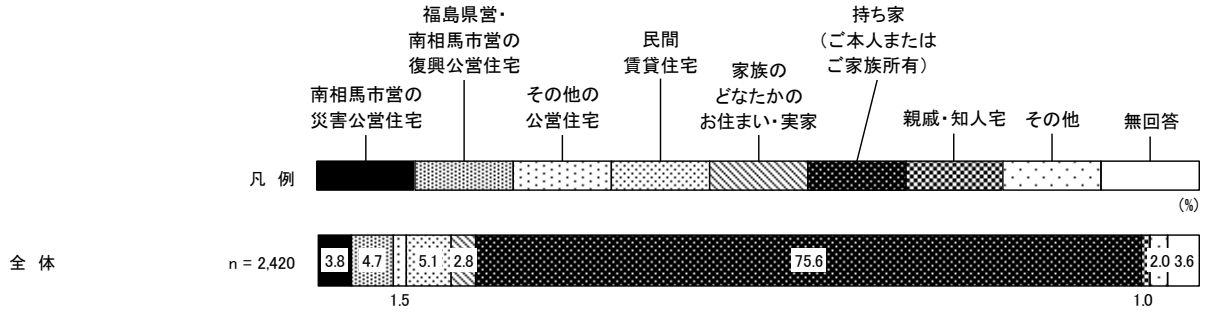 福島県営・
南相馬市営の
復興公営住宅
持ち家
（ご本人または
ご家族所有）
民間
賃貸住宅
家族の
どなたかの
お住まい・実家
南相馬市営の
災害公営住宅
その他の
公営住宅
親戚・知人宅
その他
無回答
凡 例
(%)
全 体
n = 2,420
3.8
4.7
5.1
2.8
75.6
2.0
3.6
1.5
1.0